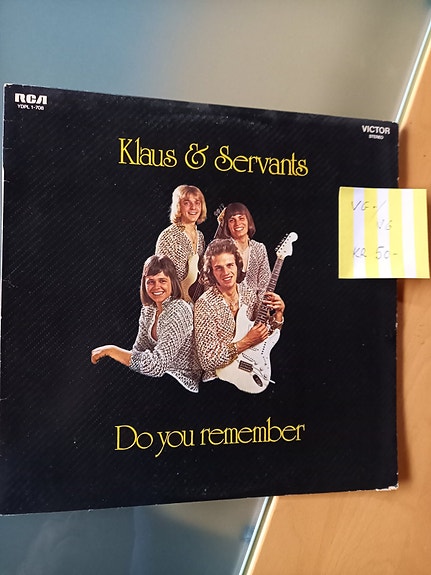 RCA
YDPL 1-708
VICTOR
STEREO
Klaus & Servants
VG-/
VG
KR 50-
Do you remember